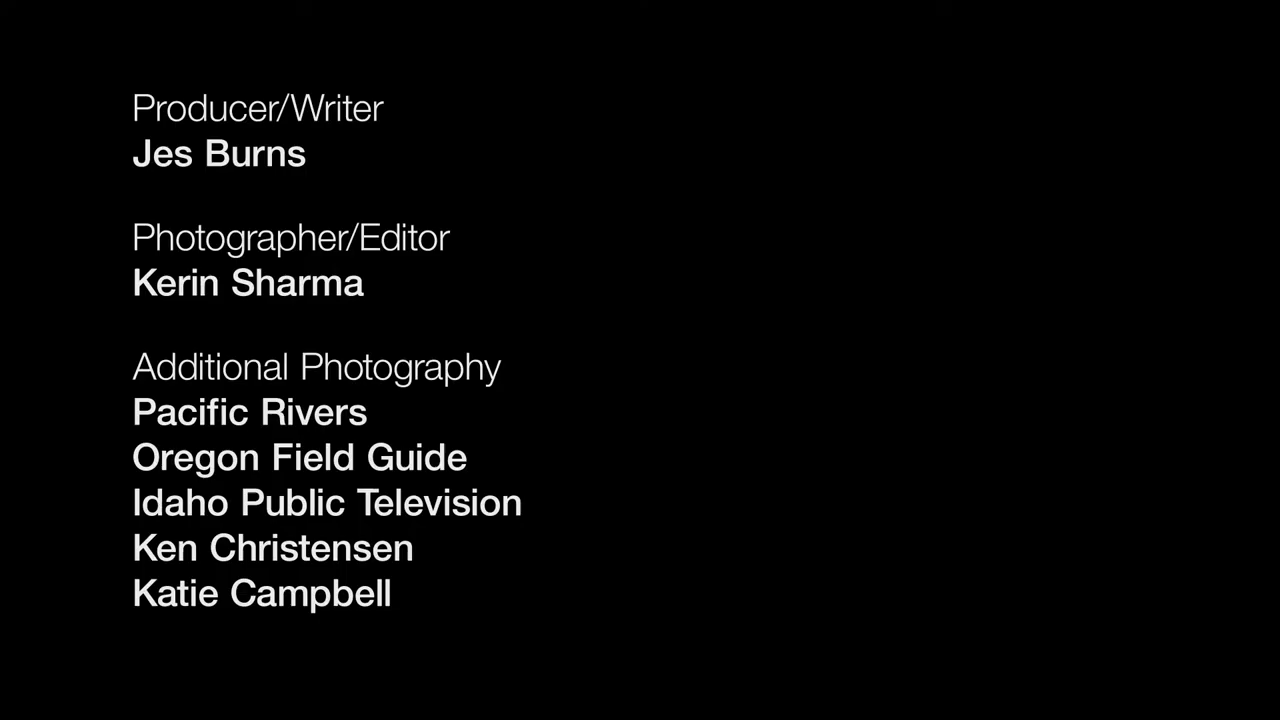 Producer/Writer
Jes Burns
Photographer/Editor
Kerin Sharma
Additional Photography
Pacific Rivers
Oregon Field Guide
Idaho Public Television
Ken Christensen
Katie Campbell